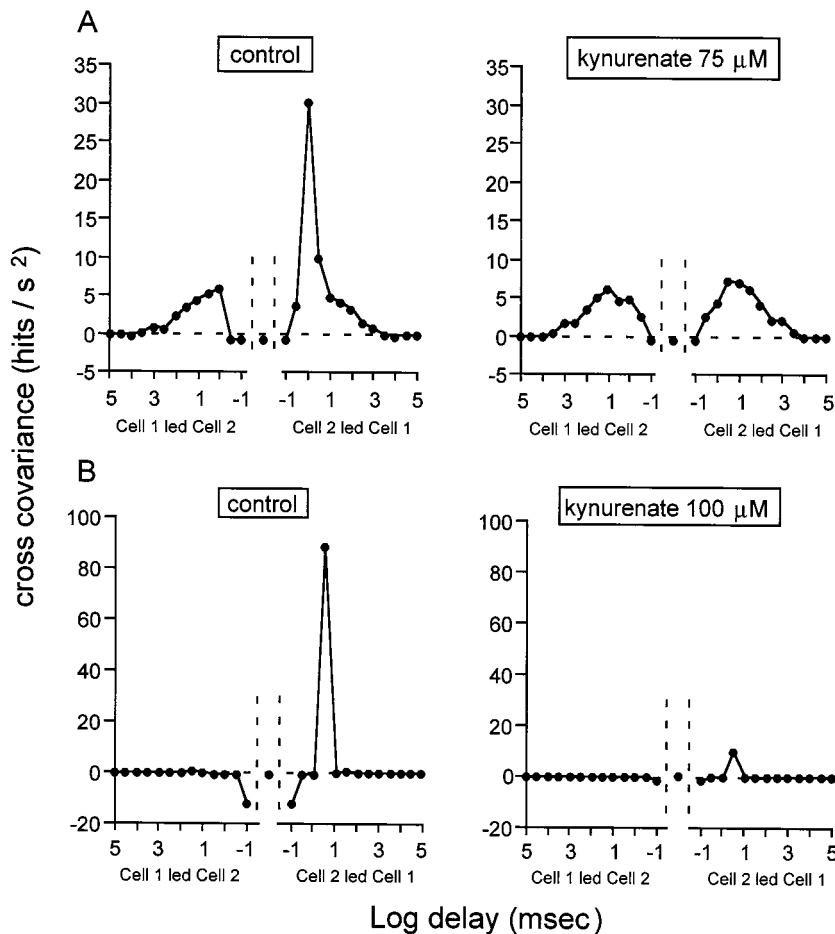 A
control
kynurenate 75 μM
35
30
25
20
15
10
5
0
-5
35
30
25
20
15
10
5
0
-5
5 3 1 -1 -1 1 3 5
5 3 1 -1 -1 1 3 5
Cell 1 led Cell 2 Cell 2 led Cell 1
Cell 1 led Cell 2 Cell 2 led Cell 1
cross covariance (hits / s 2)
B
control
kynurenate 100 μM
100
80
60
40
20
0
-20
100
80
60
40
20
0
-20
5 3 1 -1 -1 1 3 5
5 3 1 -1 -1 1 3 5
Cell 1 led Cell 2 Cell 2 led Cell 1
Cell 1 led Cell 2 Cell 2 led Cell 1
Log delay (msec)